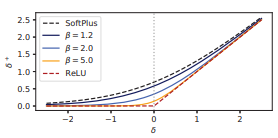 2.5
2.0
1.5
1.0
0.5
0.0
δ⁺
SoftPlus
β = 1.2
β = 2.0
β = 5.0
ReLU
−2 −1 0 1 2
δ